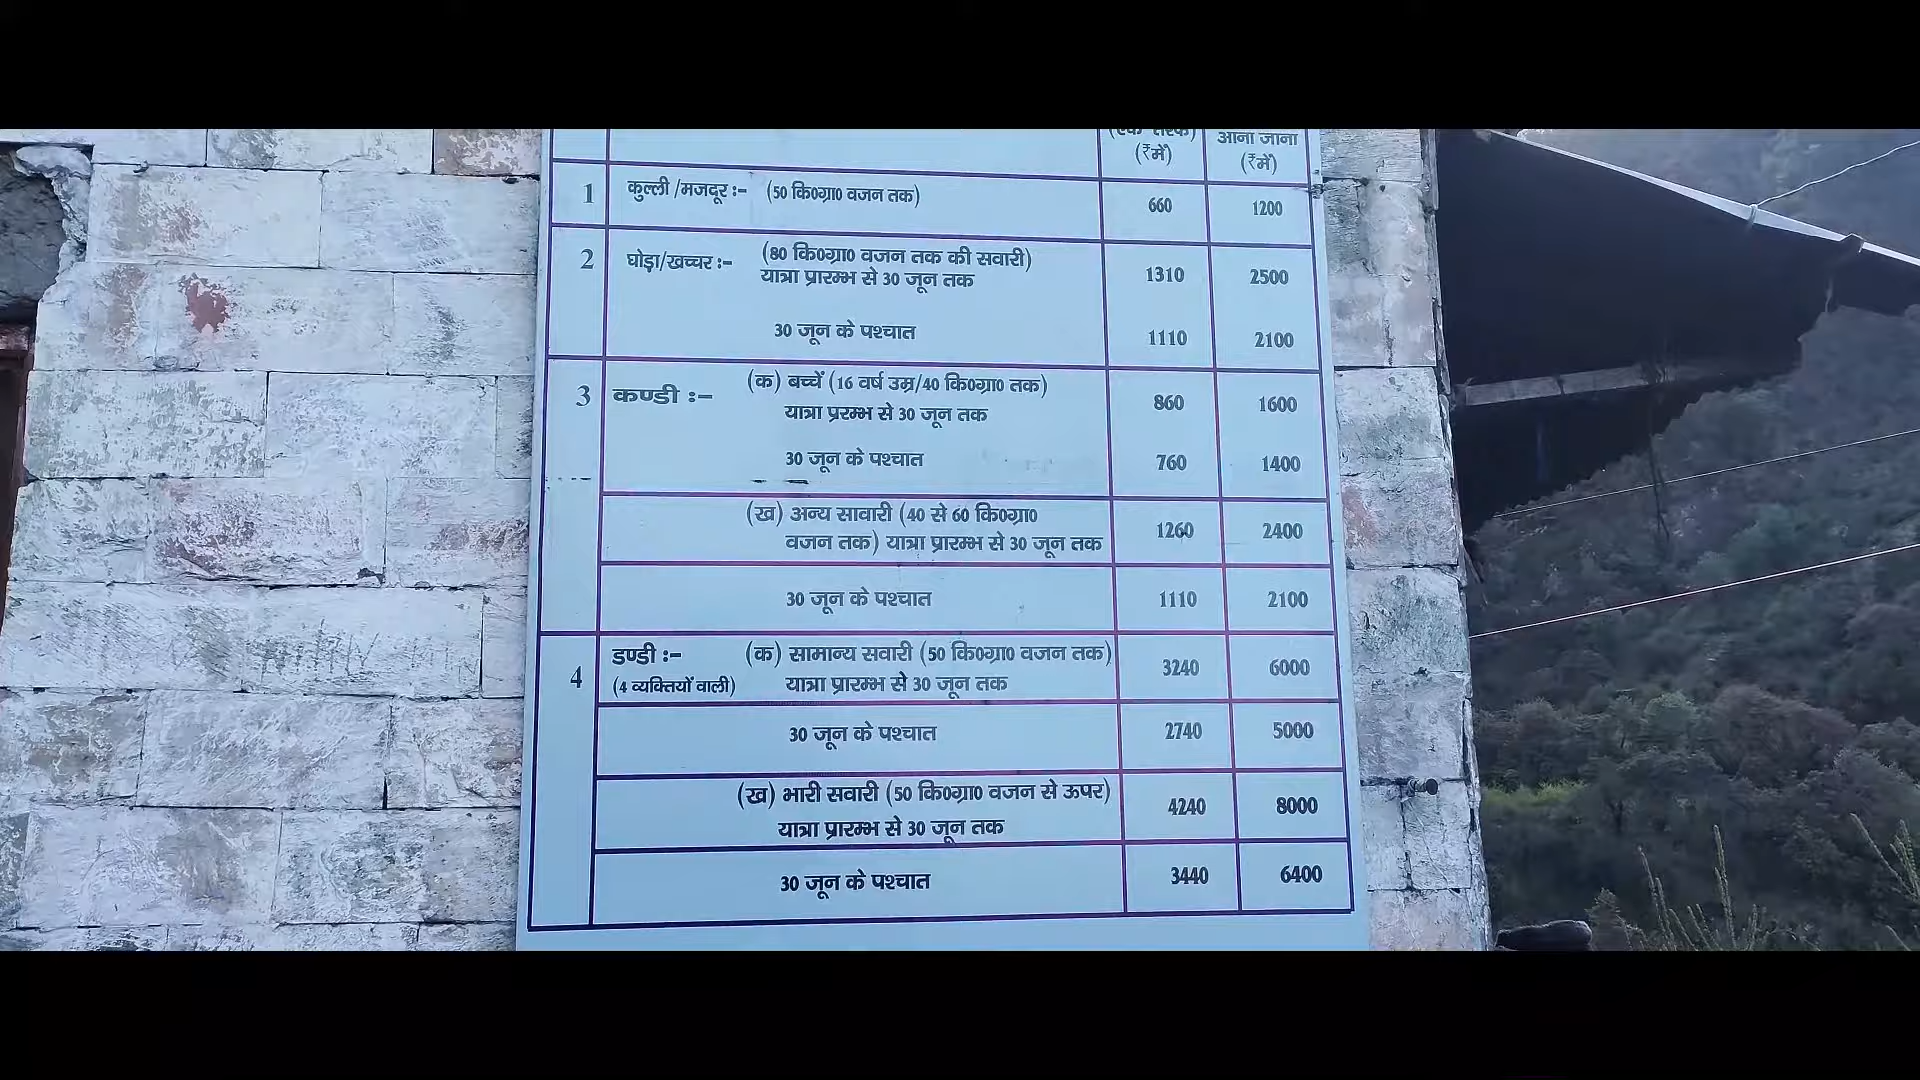 (एक तरफ) आना जाना
(₹में) (₹में)
1 कुल्ली /मजदूर :- (50 कि0ग्रा0 वजन तक) 660 1200
2 घोड़ा/खच्चर :- (80 कि0ग्रा0 वजन तक की सवारी)
यात्रा प्रारम्भ से 30 जून तक 1310 2500
30 जून के पश्चात 1110 2100
3 कण्डी :- (क) बच्चें (16 वर्ष उम्र/40 कि0ग्रा0 तक)
यात्रा प्ररम्भ से 30 जून तक 860 1600
30 जून के पश्चात 760 1400
(ख) अन्य सावारी (40 से 60 कि0ग्रा0
वजन तक) यात्रा प्रारम्भ से 30 जून तक 1260 2400
30 जून के पश्चात 1110 2100
4 डण्डी :- (क) सामान्य सवारी (50 कि0ग्रा0 वजन तक) 3240 6000
(4 व्यक्तियों वाली) यात्रा प्रारम्भ से 30 जून तक
30 जून के पश्चात 2740 5000
(ख) भारी सवारी (50 कि0ग्रा0 वजन से ऊपर) 4240 8000
यात्रा प्रारम्भ से 30 जून तक
30 जून के पश्चात 3440 6400